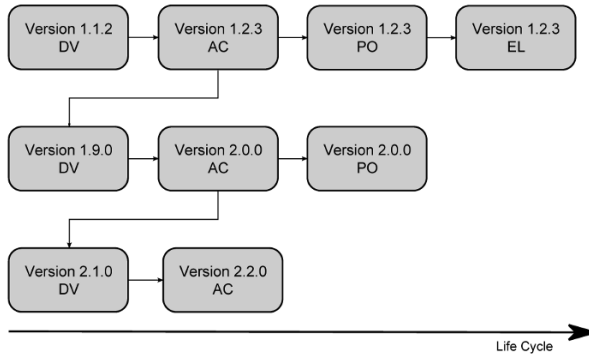 Version 1.1.2
DV
Version 1.2.3
AC
Version 1.2.3
PO
Version 1.2.3
EL
Version 1.9.0
DV
Version 2.0.0
AC
Version 2.0.0
PO
Version 2.1.0
DV
Version 2.2.0
AC
Life Cycle